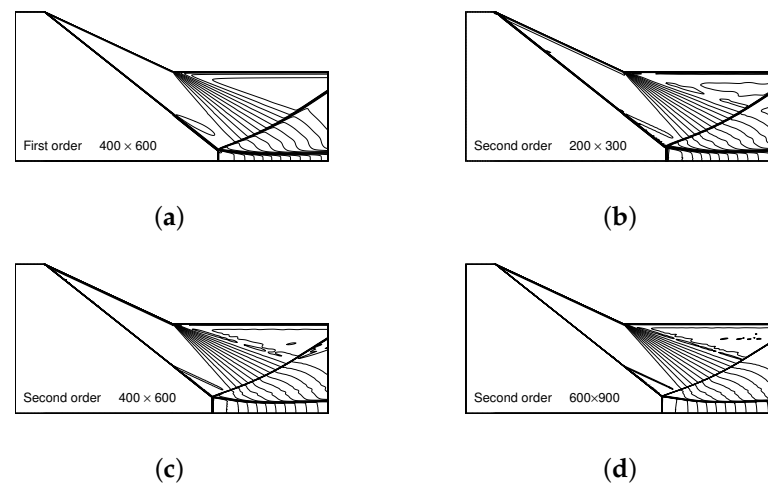 First order 400 × 600
Second order 200 × 300
(a)
(b)
Second order 400 × 600
Second order 600×900
(c)
(d)